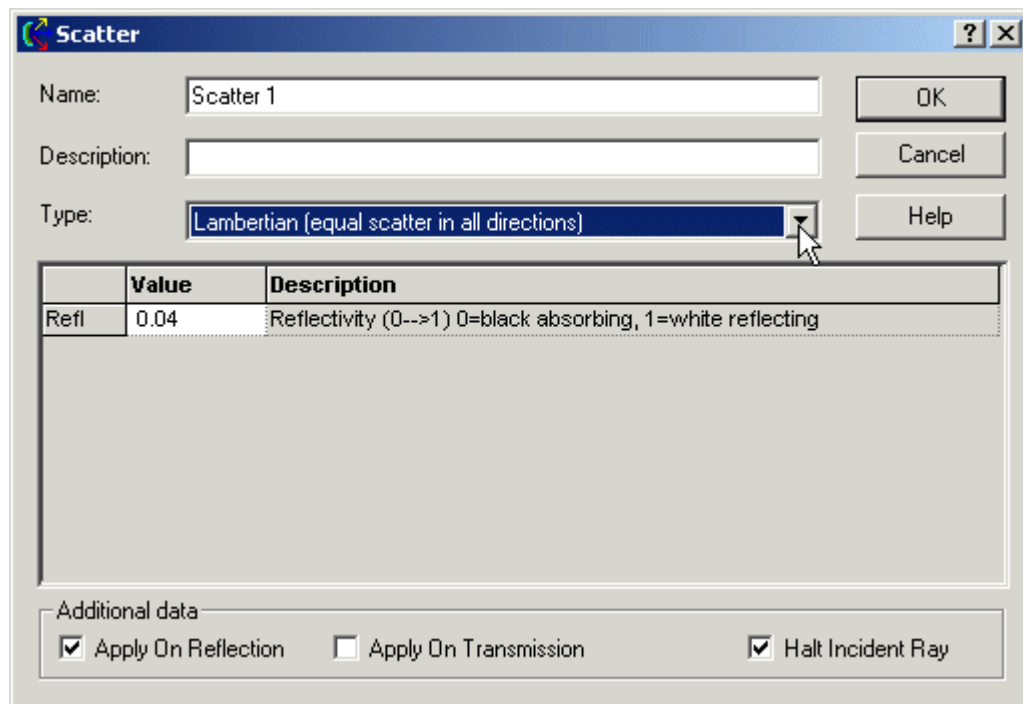 Scatter
Name: Scatter 1 OK
Description: Cancel
Type: Lambertian (equal scatter in all directions) Help
Value Description
Refl 0.04 Reflectivity (0-->1) 0=black absorbing, 1=white reflecting
Additional data
Apply On Reflection Apply On Transmission Halt Incident Ray